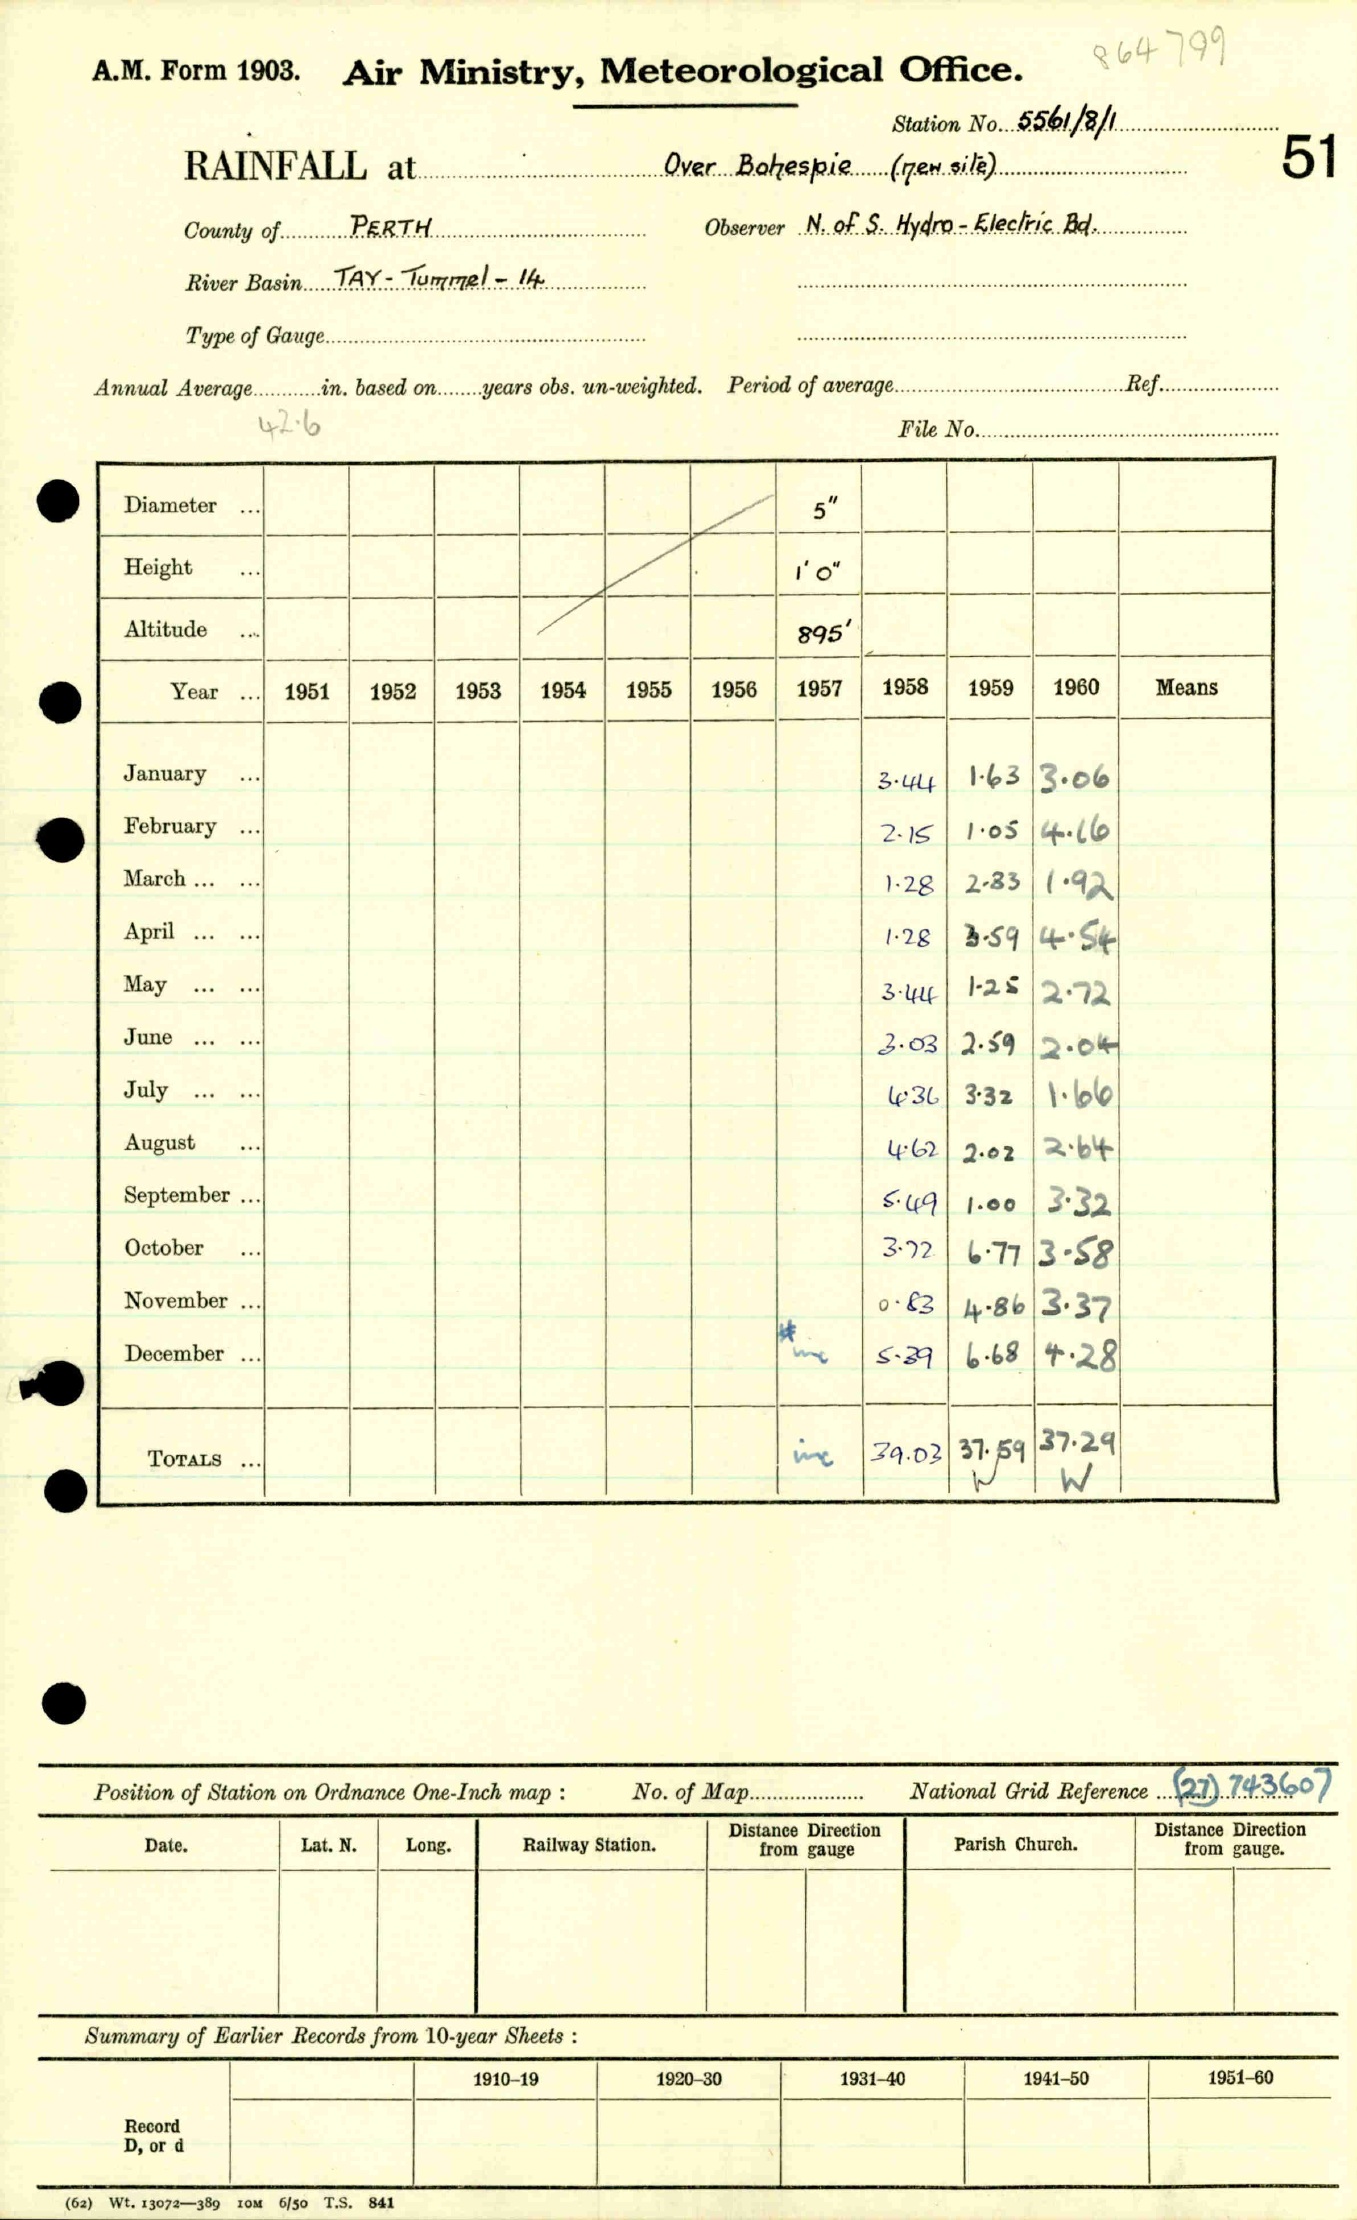 864799
A.M. Form 1903. Air Ministry, Meteorological Office.
Station No. 5561/8/1
51
RAINFALL at Over Bohespie (new site)
County of PERTH Observer N. of S. Hydro-Electric Bd.
River Basin TAY - Tummel - 14
Type of Gauge
Annual Average in. based on years obs. un-weighted. Period of average Ref.
42.6
File No.
Diameter ... 5"
Height ... 1' 0"
Altitude ... 895'
Year ... 1951 1952 1953 1954 1955 1956 1957 1958 1959 1960 Means
January ... 3.44 1.63 3.06
February ... 2.15 1.05 4.16
March ... ... 1.28 2.83 1.92
April ... ... 1.28 3.59 4.54
May ... ... 3.44 1.25 2.72
June ... ... 3.03 2.59 2.04
July ... ... 4.36 3.32 1.66
August ... 4.62 2.02 2.64
September ... 5.49 1.00 3.32
October ... 3.72 6.77 3.58
November ... 0.83 4.86 3.37
December ... * inc 5.39 6.68 4.28
TOTALS ... inc 39.03 37.59 37.29
W W
Position of Station on Ordnance One-Inch map : No. of Map National Grid Reference (27) 743607
Date. Lat. N. Long. Railway Station. Distance from Direction gauge Parish Church. Distance from Direction gauge.
Summary of Earlier Records from 10-year Sheets :
1910–19 1920–30 1931–40 1941–50 1951–60
Record
D, or d
(62) Wt. 13072—389 10M 6/50 T.S. 841